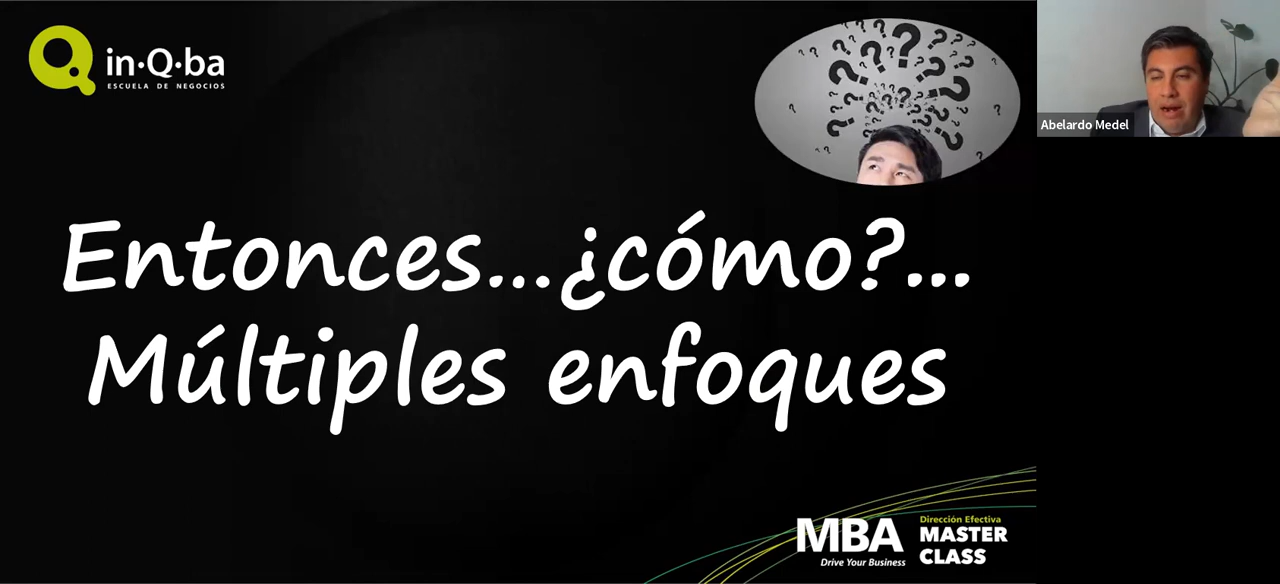 in·Q·ba
ESCUELA DE NEGOCIOS
Abelardo Medel
Entonces...¿cómo?...
Múltiples enfoques
MBA
Drive Your Business
Dirección Efectiva
MASTER
CLASS